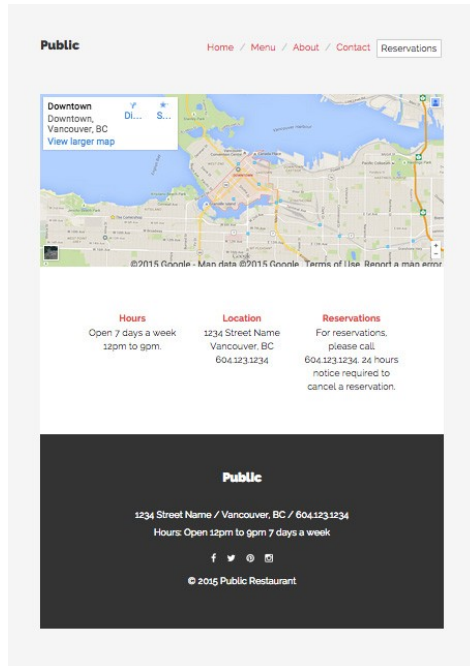 Public
Home / Menu / About / Contact Reservations
Downtown
Di... S...
Downtown,
Vancouver, BC
View larger map
Google
©2015 Google - Map data ©2015 Google Terms of Use Report a map error
Hours
Open 7 days a week
12pm to 9pm.
Location
1234 Street Name
Vancouver, BC
604.123.1234
Reservations
For reservations,
please call
604.123.1234. 24 hours
notice required to
cancel a reservation.
Public
1234 Street Name / Vancouver, BC / 604.123.1234
Hours: Open 12pm to 9pm 7 days a week
© 2015 Public Restaurant